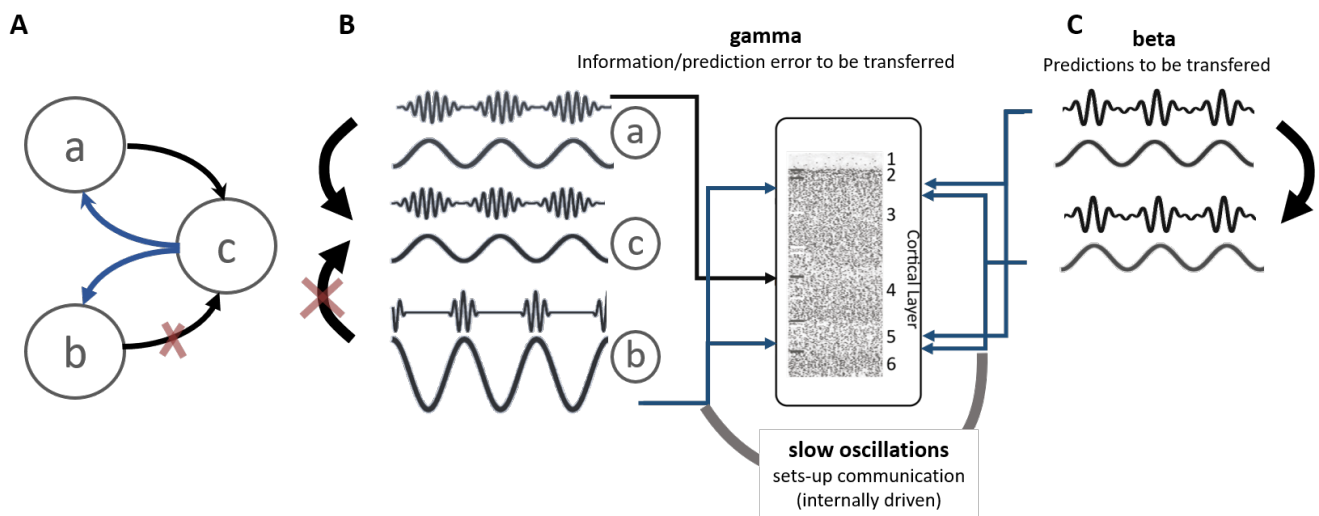 A
B
C
gamma
Information/prediction error to be transferred
beta
Predictions to be transfered
a
b
c
a
c
b
1
2
3
4
5
6
Cortical Layer
slow oscillations
sets-up communication
(internally driven)